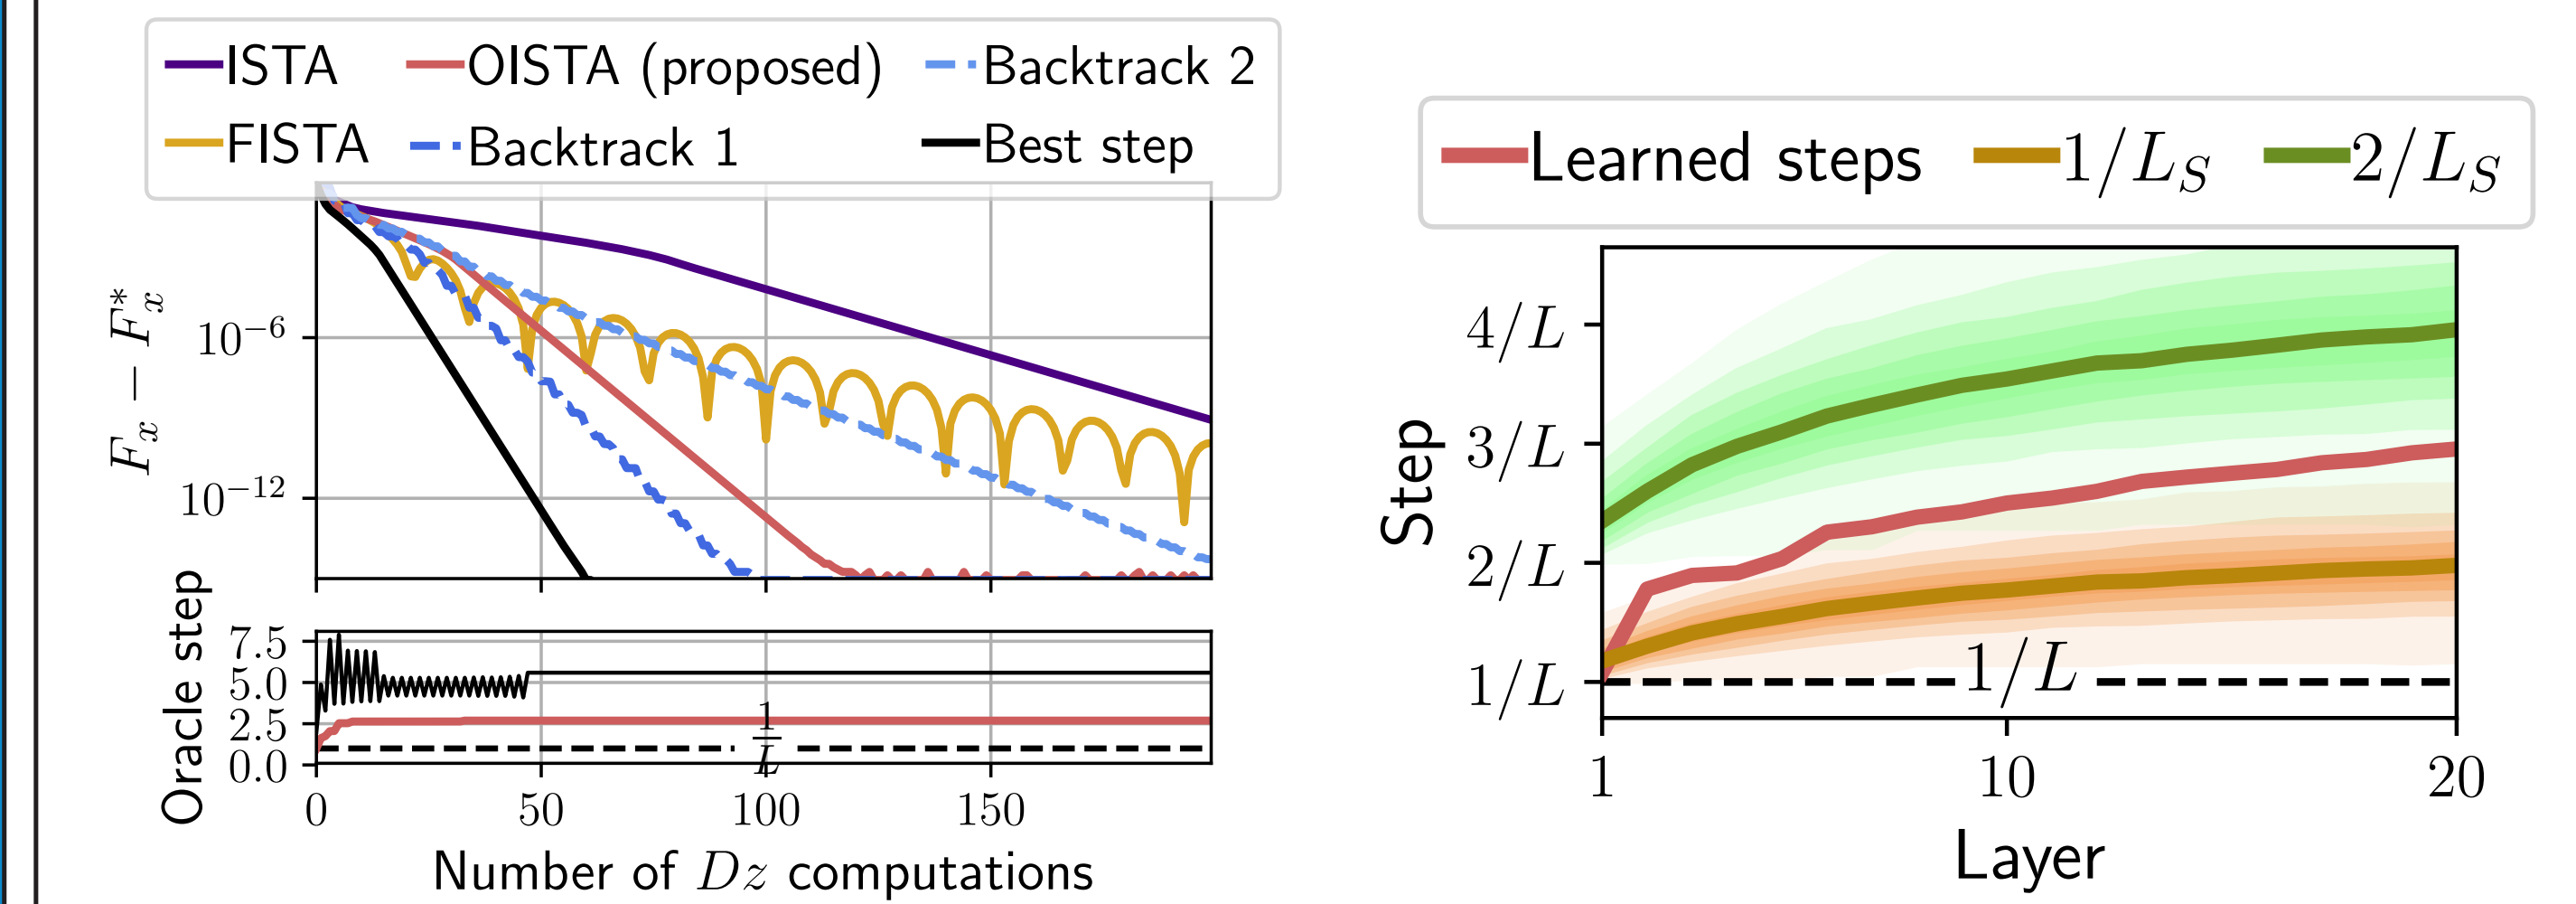 ISTA OISTA (proposed) Backtrack 2
FISTA Backtrack 1 Best step
F_x − F_x^*
10^{−6}
10^{−12}
Oracle step
7.5
5.0
2.5
0.0
1/L
0 50 100 150
Number of Dz computations
Learned steps 1/L_S 2/L_S
Step
4/L
3/L
2/L
1/L
1/L
1 10 20
Layer